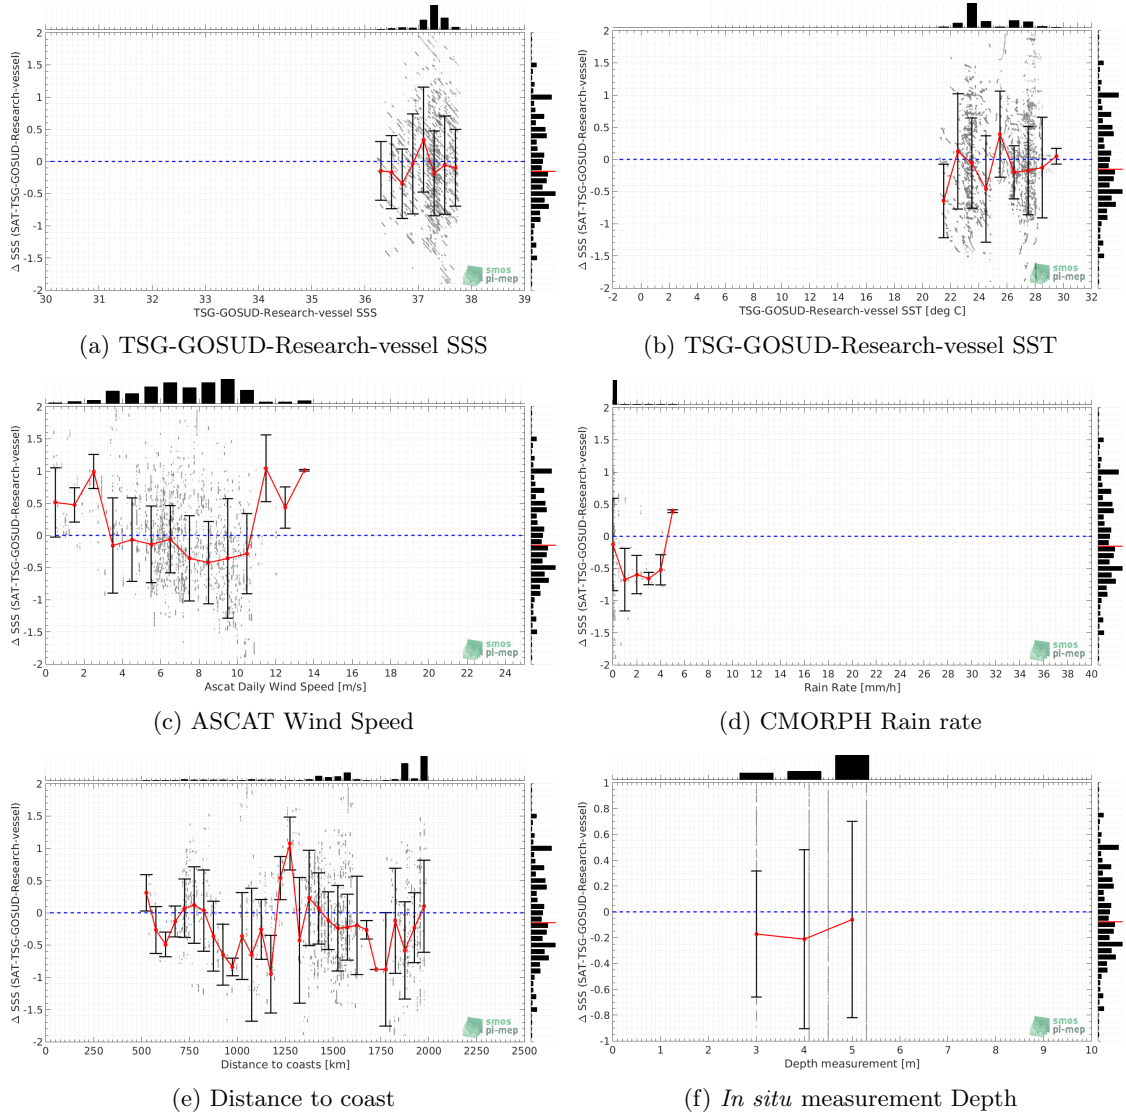 Δ SSS (SAT-TSG-GOSUD-Research-vessel)
2
1.5
1
0.5
0
-0.5
-1
-1.5
-2
30 31 32 33 34 35 36 37 38 39
TSG-GOSUD-Research-vessel SSS
smos
pi-mep
(a) TSG-GOSUD-Research-vessel SSS
Δ SSS (SAT-TSG-GOSUD-Research-vessel)
2
1.5
1
0.5
0
-0.5
-1
-1.5
-2
-2 0 2 4 6 8 10 12 14 16 18 20 22 24 26 28 30 32
TSG-GOSUD-Research-vessel SST [deg C]
smos
pi-mep
(b) TSG-GOSUD-Research-vessel SST
Δ SSS (SAT-TSG-GOSUD-Research-vessel)
2
1.5
1
0.5
0
-0.5
-1
-1.5
-2
0 2 4 6 8 10 12 14 16 18 20 22 24
Ascat Daily Wind Speed [m/s]
smos
pi-mep
(c) ASCAT Wind Speed
Δ SSS (SAT-TSG-GOSUD-Research-vessel)
2
1.5
1
0.5
0
-0.5
-1
-1.5
-2
0 2 4 6 8 10 12 14 16 18 20 22 24 26 28 30 32 34 36 38 40
Rain Rate [mm/h]
smos
pi-mep
(d) CMORPH Rain rate
Δ SSS (SAT-TSG-GOSUD-Research-vessel)
2
1.5
1
0.5
0
-0.5
-1
-1.5
-2
0 250 500 750 1000 1250 1500 1750 2000 2250 2500
Distance to coasts [km]
smos
pi-mep
(e) Distance to coast
Δ SSS (SAT-TSG-GOSUD-Research-vessel)
1
0.8
0.6
0.4
0.2
0
-0.2
-0.4
-0.6
-0.8
-1
0 1 2 3 4 5 6 7 8 9 10
Depth measurement [m]
smos
pi-mep
(f) In situ measurement Depth